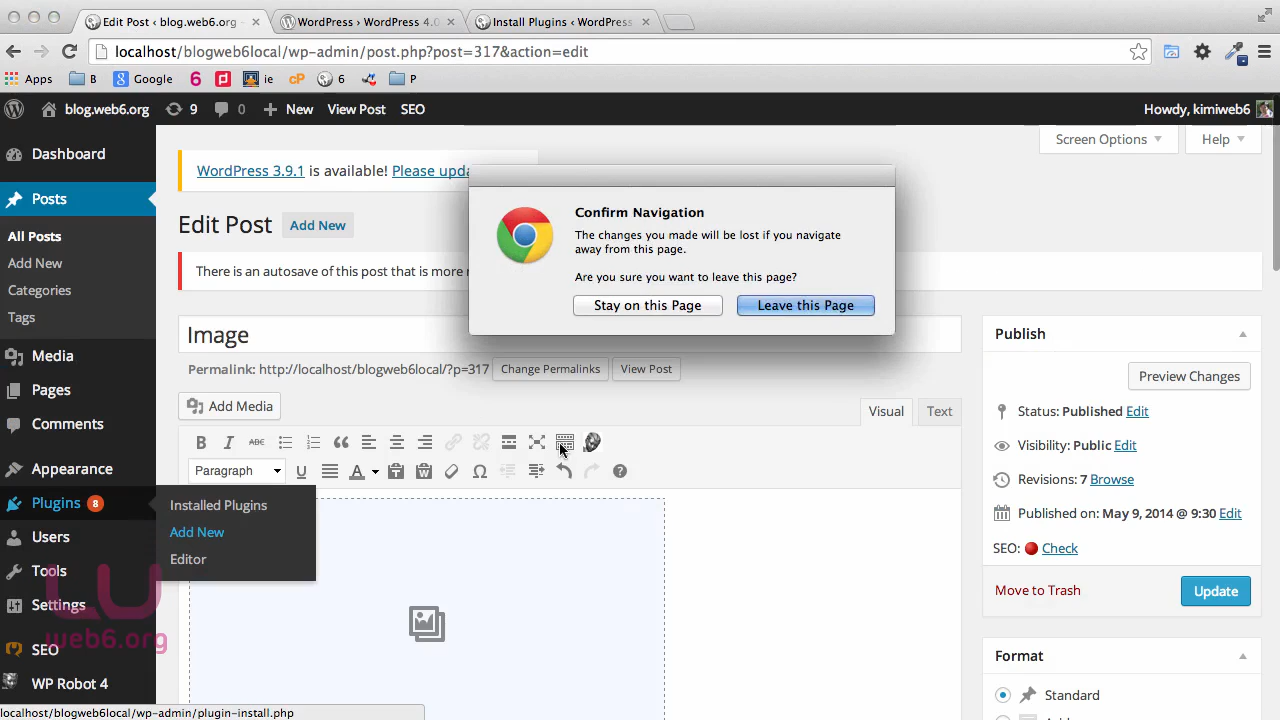 Edit Post ‹ blog.web6.org -
WordPress › WordPress 4.0
Install Plugins ‹ WordPress
localhost/blogweb6local/wp-admin/post.php?post=317&action=edit
Apps
B
Google
6
ie
cP
6
P
blog.web6.org
9
0
New
View Post
SEO
Howdy, kimiweb6
Dashboard
Posts
All Posts
Add New
Categories
Tags
Media
Pages
Comments
Appearance
Plugins 8
Users
Tools
Settings
SEO
WP Robot 4
Installed Plugins
Add New
Editor
Screen Options
Help
WordPress 3.9.1 is available! Please upda
Edit Post
Add New
There is an autosave of this post that is more
Confirm Navigation
The changes you made will be lost if you navigate
away from this page.
Are you sure you want to leave this page?
Stay on this Page
Leave this Page
Image
Permalink: http://localhost/blogweb6local/?p=317
Change Permalinks
View Post
Add Media
Visual
Text
B
I
ABC
Paragraph
U
A
T
W
Ω
?
Publish
Preview Changes
Status: Published Edit
Visibility: Public Edit
Revisions: 7 Browse
Published on: May 9, 2014 @ 9:30 Edit
SEO: Check
Move to Trash
Update
Format
Standard
LU
web6.org
localhost/blogweb6local/wp-admin/plugin-install.php